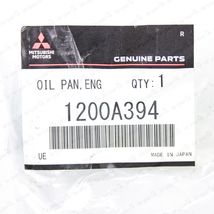 R
MITSUBISHI
MOTORS
GENUINE PARTS
OIL PAN,ENG QTY:1
1200A394
UE
MADE IN JAPAN